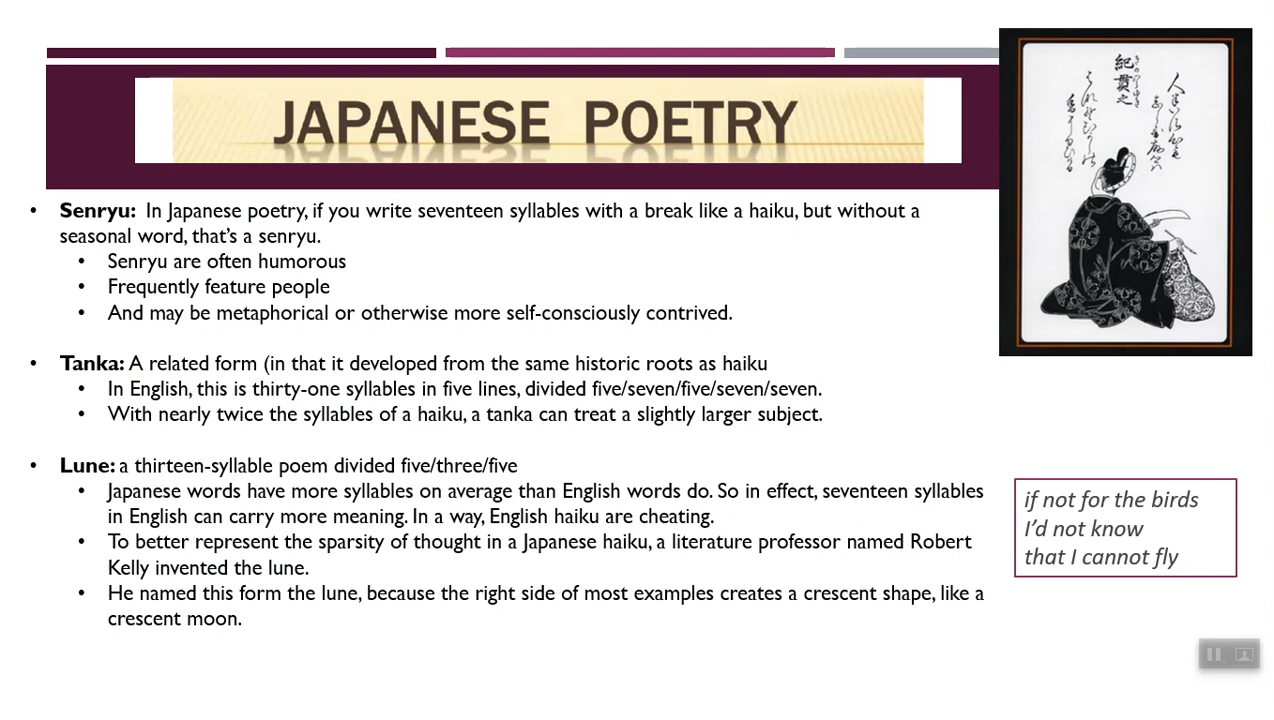 JAPANESE POETRY
紀貫之
Senryu: In Japanese poetry, if you write seventeen syllables with a break like a haiku, but without a
seasonal word, that's a senryu.
Senryu are often humorous
Frequently feature people
And may be metaphorical or otherwise more self-consciously contrived.
Tanka: A related form (in that it developed from the same historic roots as haiku
In English, this is thirty-one syllables in five lines, divided five/seven/five/seven/seven.
With nearly twice the syllables of a haiku, a tanka can treat a slightly larger subject.
Lune: a thirteen-syllable poem divided five/three/five
Japanese words have more syllables on average than English words do. So in effect, seventeen syllables
in English can carry more meaning. In a way, English haiku are cheating.
To better represent the sparsity of thought in a Japanese haiku, a literature professor named Robert
Kelly invented the lune.
He named this form the lune, because the right side of most examples creates a crescent shape, like a
crescent moon.
if not for the birds
I'd not know
that I cannot fly